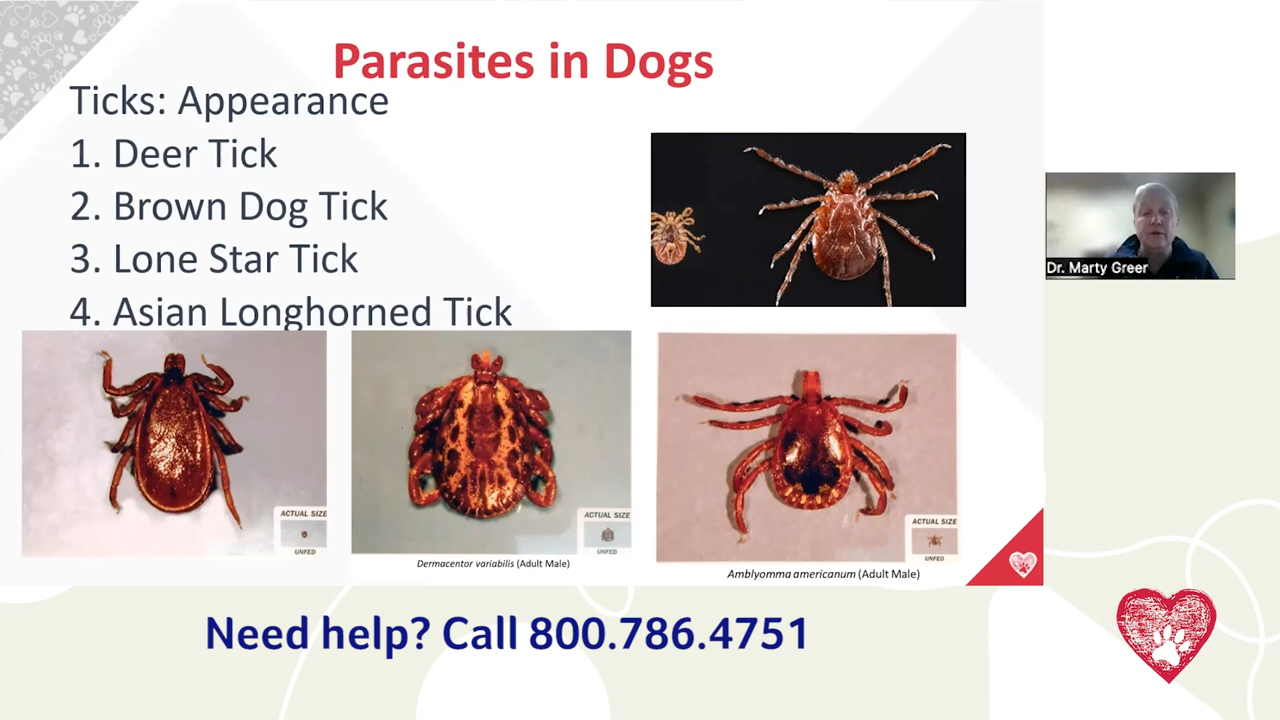 Parasites in Dogs
Ticks: Appearance
1. Deer Tick
2. Brown Dog Tick
3. Lone Star Tick
4. Asian Longhorned Tick
Dr. Marty Greer
ACTUAL SIZE
UNFED
ACTUAL SIZE
UNFED
Dermacentor variabilis (Adult Male)
ACTUAL SIZE
UNFED
Amblyomma americanum (Adult Male)
Need help? Call 800.786.4751